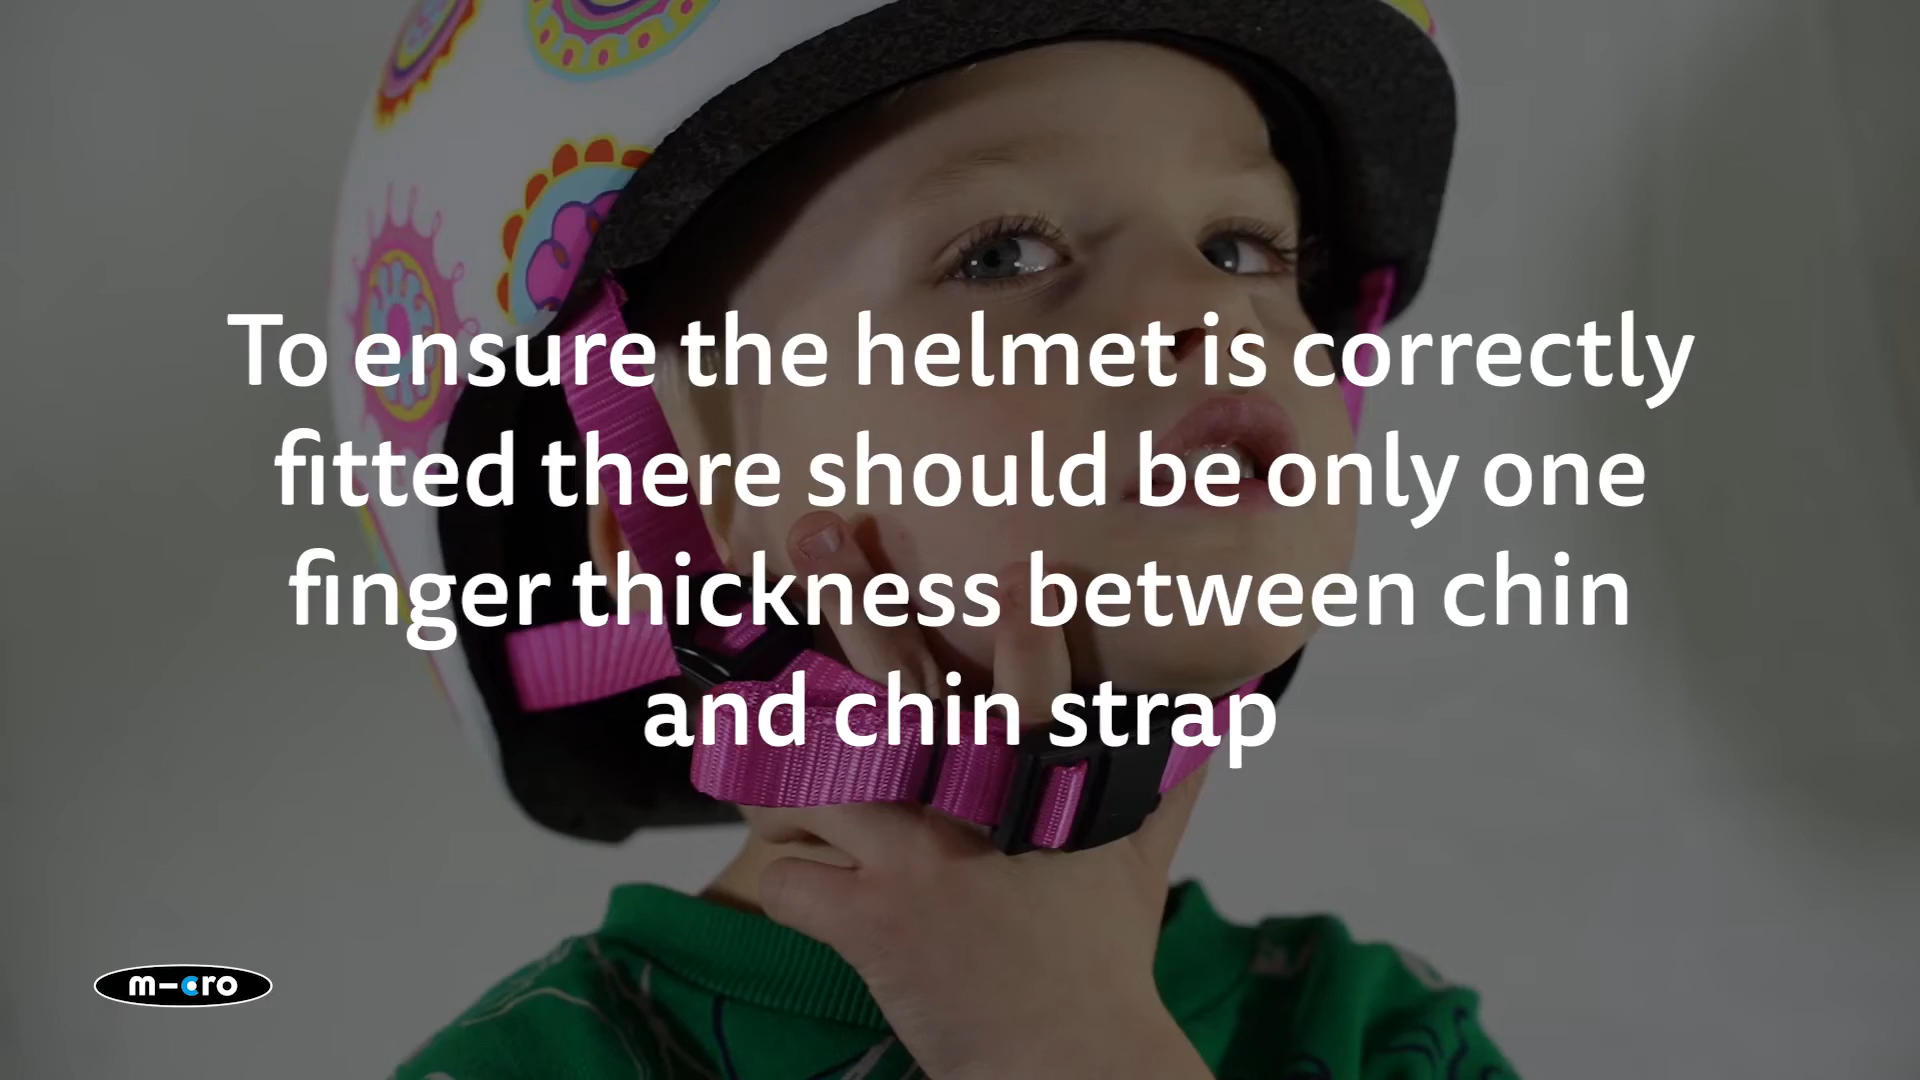 To ensure the helmet is correctly
fitted there should be only one
finger thickness between chin
and chin strap
m-cro